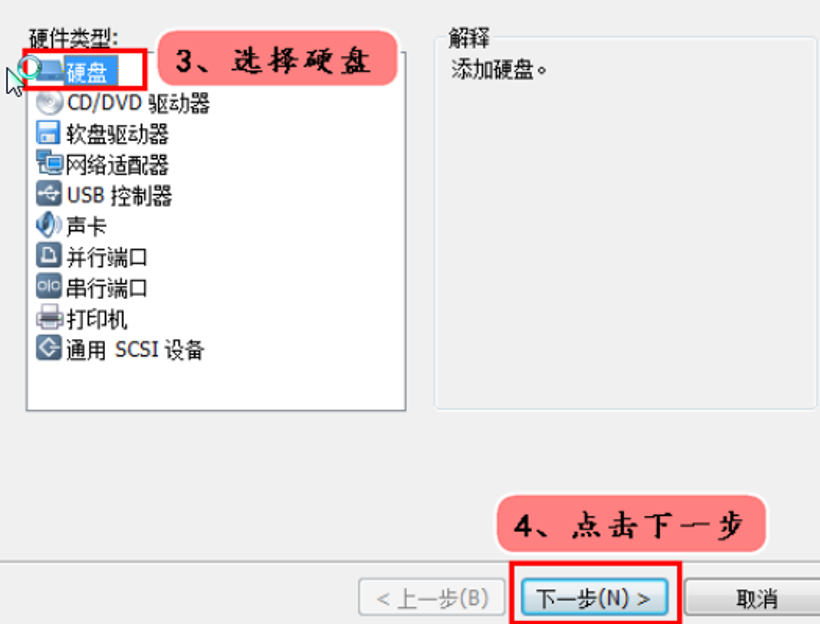 硬件类型:
3、选择硬盘
硬盘
CD/DVD 驱动器
软盘驱动器
网络适配器
USB 控制器
声卡
并行端口
串行端口
打印机
通用 SCSI 设备
解释
添加硬盘。
4、点击下一步
< 上一步(B)
下一步(N) >
取消